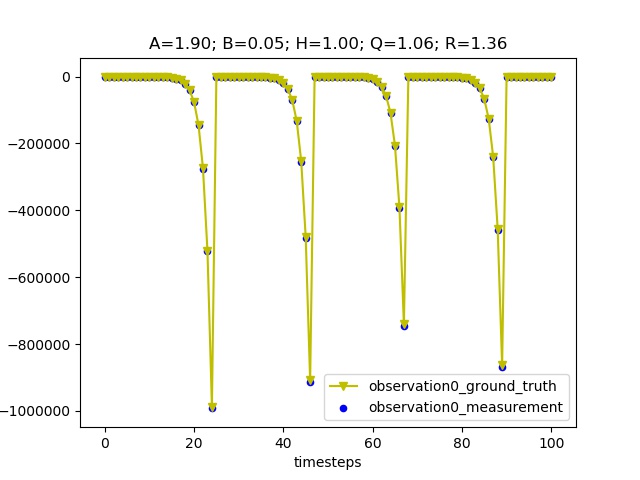 A=1.90; B=0.05; H=1.00; Q=1.06; R=1.36
0
−200000
−400000
−600000
−800000
−1000000
observation0_ground_truth
observation0_measurement
0 20 40 60 80 100
timesteps